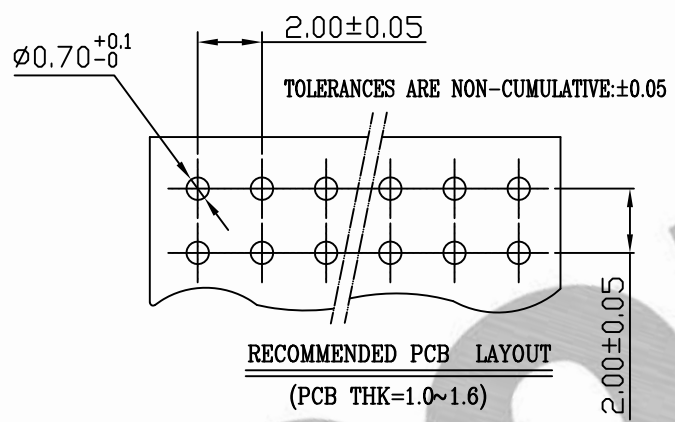 2.00±0.05
Ø0.70+0.1-0
TOLERANCES ARE NON-CUMULATIVE:±0.05
2.00±0.05
RECOMMENDED PCB LAYOUT
(PCB THK=1.0~1.6)